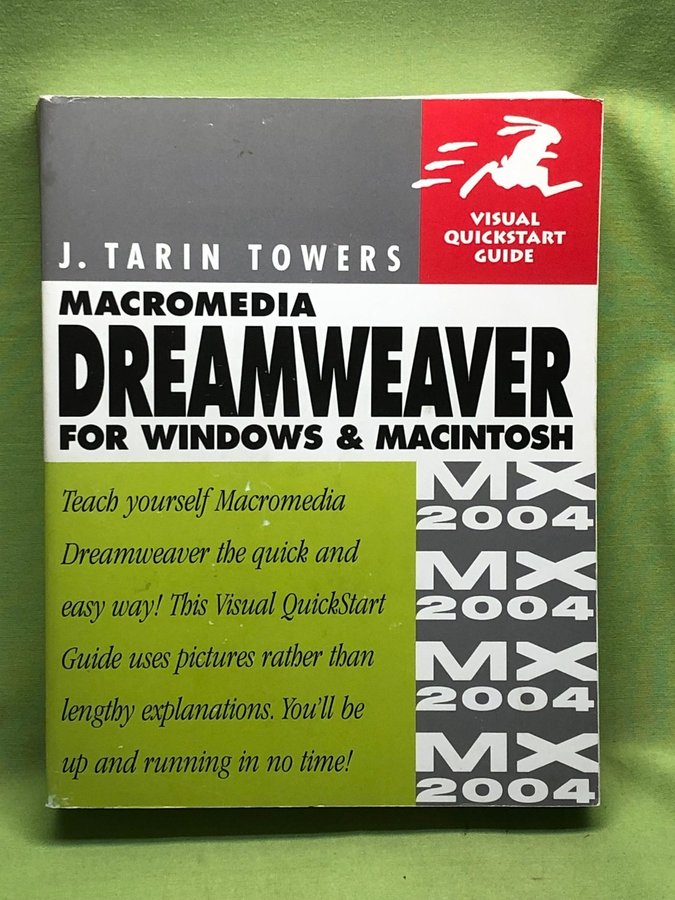 VISUAL
QUICKSTART
GUIDE
J. TARIN TOWERS
MACROMEDIA
DREAMWEAVER
FOR WINDOWS & MACINTOSH
Teach yourself Macromedia
Dreamweaver the quick and
easy way! This Visual QuickStart
Guide uses pictures rather than
lengthy explanations. You'll be
up and running in no time!
MX
2004
MX
2004
MX
2004
MX
2004